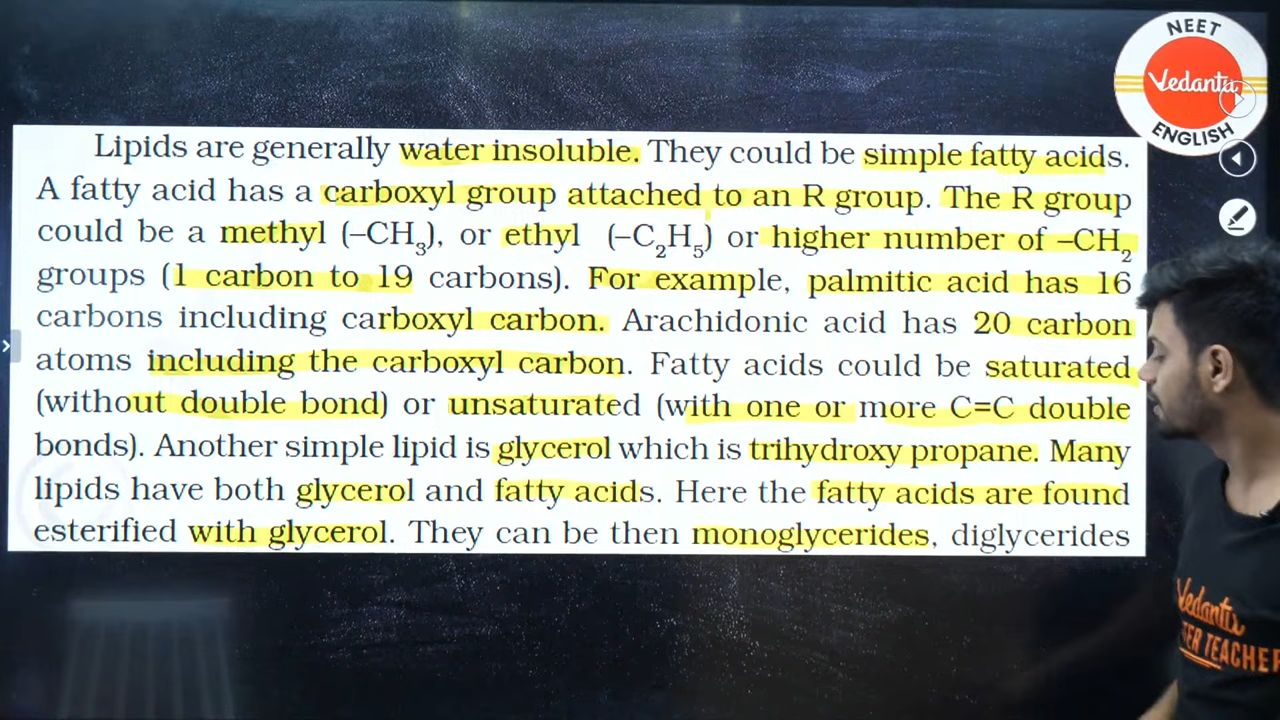 NEET
Vedantu
ENGLISH
Lipids are generally water insoluble. They could be simple fatty acids.
A fatty acid has a carboxyl group attached to an R group. The R group
could be a methyl (–CH₃), or ethyl (–C₂H₅) or higher number of –CH₂
groups (1 carbon to 19 carbons). For example, palmitic acid has 16
carbons including carboxyl carbon. Arachidonic acid has 20 carbon
atoms including the carboxyl carbon. Fatty acids could be saturated
(without double bond) or unsaturated (with one or more C=C double
bonds). Another simple lipid is glycerol which is trihydroxy propane. Many
lipids have both glycerol and fatty acids. Here the fatty acids are found
esterified with glycerol. They can be then monoglycerides, diglycerides
Vedantu
TEACHER